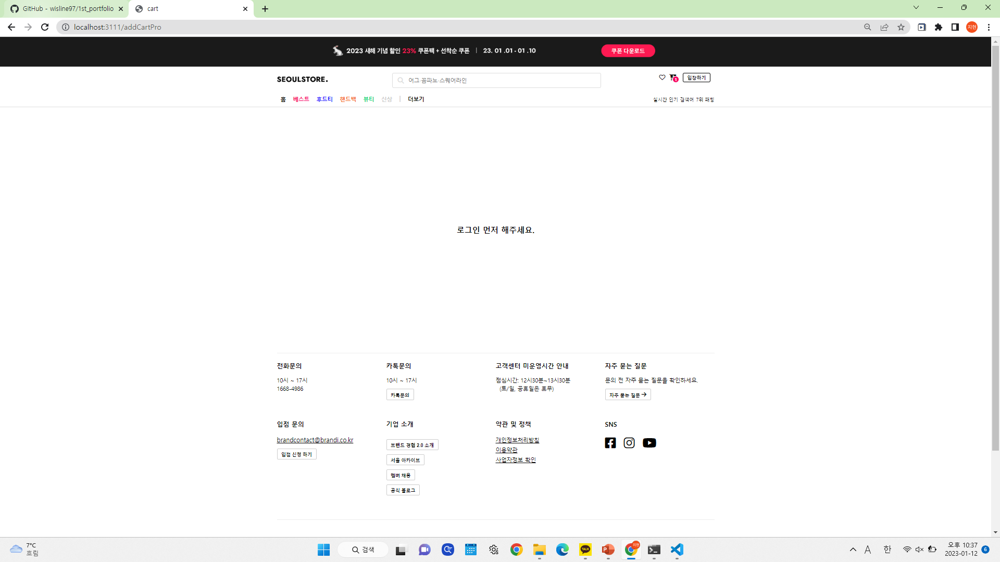 GitHub - wisline97/1st_portfolio
cart
localhost:3111/addCartPro
지현
2023 새해 기념 할인 23% 쿠폰팩 + 선착순 쿠폰 | 23. 01 .01 - 01 .10
쿠폰 다운로드
SEOULSTORE.
어그·꼼파뇨·스퀘어라인
1
입장하기
홈 베스트 후드티 핸드백 뷰티 신상 | 더보기
실시간 인기 검색어 7위 패딩
로그인 먼저 해주세요.
전화문의
10시 ~ 17시
1668-4986
카톡문의
10시 ~ 17시
카톡문의
고객센터 미운영시간 안내
점심시간: 12시30분~13시30분
(토/일, 공휴일은 휴무)
자주 묻는 질문
문의 전 자주 묻는 질문을 확인하세요.
자주 묻는 질문
입점 문의
brandcontact@brandi.co.kr
입점 신청 하기
기업 소개
브랜드 경험 2.0 소개
서울 아카이브
멤버 채용
공식 블로그
약관 및 정책
개인정보처리방침
이용약관
사업자정보 확인
SNS
7°C
흐림
검색
TALK
P
지현
A
한
오후 10:37
2023-01-12
6